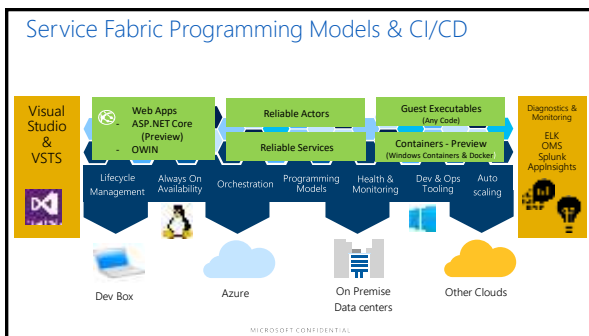 Service Fabric Programming Models & CI/CD
Visual
Studio
&
VSTS
Web Apps
- ASP.NET Core
(Preview)
- OWIN
Reliable Actors
Reliable Services
Guest Executables
(Any Code)
Containers - Preview
(Windows Containers & Docker)
Diagnostics &
Monitoring
ELK
OMS
Splunk
AppInsights
Lifecycle
Management
Always On
Availability
Orchestration
Programming
Models
Health &
Monitoring
Dev & Ops
Tooling
Auto
scaling
Dev Box
Azure
On Premise
Data centers
Other Clouds
MICROSOFT CONFIDENTIAL